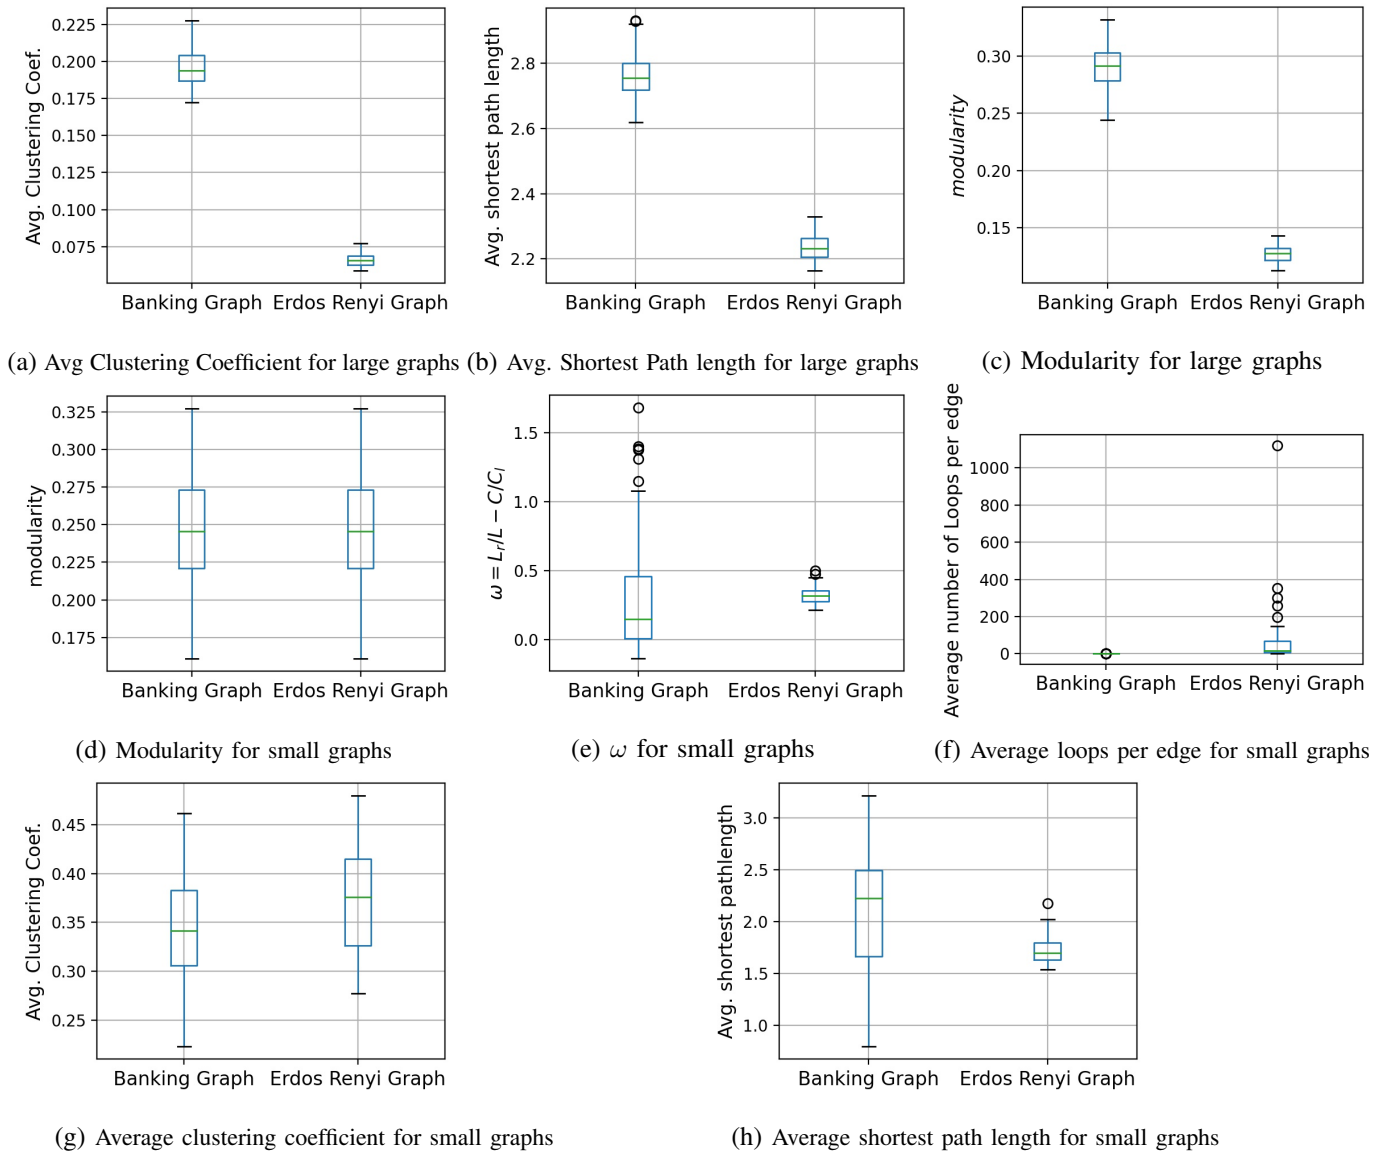 Avg. Clustering Coef.
0.225
0.200
0.175
0.150
0.125
0.100
0.075
Banking Graph Erdos Renyi Graph
(a) Avg Clustering Coefficient for large graphs
Avg. shortest path length
2.8
2.6
2.4
2.2
Banking Graph Erdos Renyi Graph
(b) Avg. Shortest Path length for large graphs
modularity
0.30
0.25
0.20
0.15
Banking Graph Erdos Renyi Graph
(c) Modularity for large graphs
modularity
0.325
0.300
0.275
0.250
0.225
0.200
0.175
Banking Graph Erdos Renyi Graph
(d) Modularity for small graphs
ω = Lᵣ/L − C/Cₗ
1.5
1.0
0.5
0.0
Banking Graph Erdos Renyi Graph
(e) ω for small graphs
Average number of Loops per edge
1000
800
600
400
200
0
Banking Graph Erdos Renyi Graph
(f) Average loops per edge for small graphs
Avg. Clustering Coef.
0.45
0.40
0.35
0.30
0.25
Banking Graph Erdos Renyi Graph
(g) Average clustering coefficient for small graphs
Avg. shortest pathlength
3.0
2.5
2.0
1.5
1.0
Banking Graph Erdos Renyi Graph
(h) Average shortest path length for small graphs